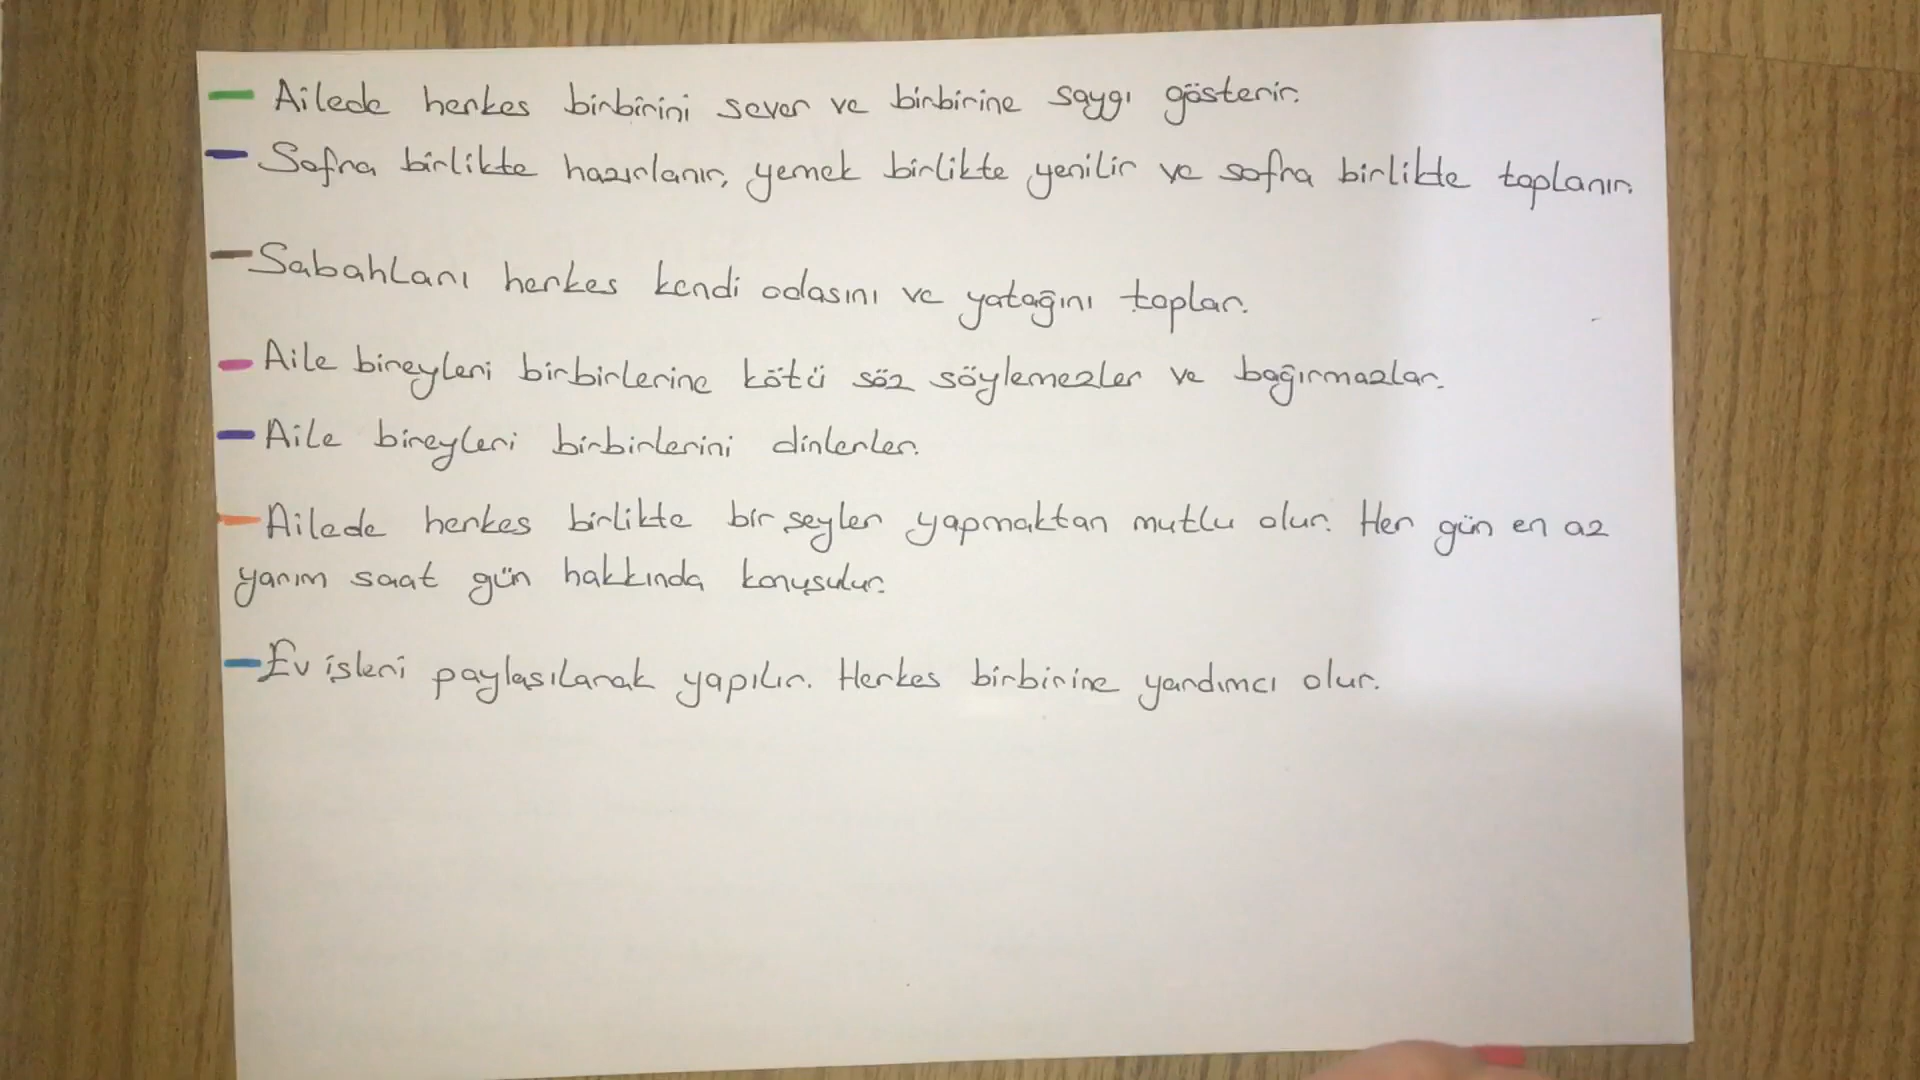 - Ailede herkes birbirini sever ve birbirine saygı gösterir.
- Sofra birlikte hazırlanır, yemek birlikte yenilir ve sofra birlikte toplanır.
- Sabahları herkes kendi odasını ve yatağını toplar.
- Aile bireyleri birbirlerine kötü söz söylemezler ve bağırmazlar.
- Aile bireyleri birbirlerini dinlerler.
- Ailede herkes birlikte bir şeyler yapmaktan mutlu olur. Her gün en az
yarım saat gün hakkında konuşulur.
- Ev işleri paylaşılarak yapılır. Herkes birbirine yardımcı olur.